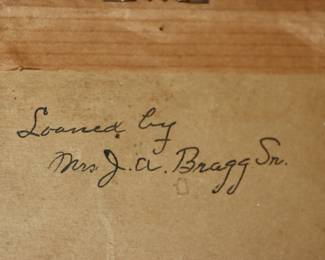 Loaned by
Mrs J. A. Bragg Sr.